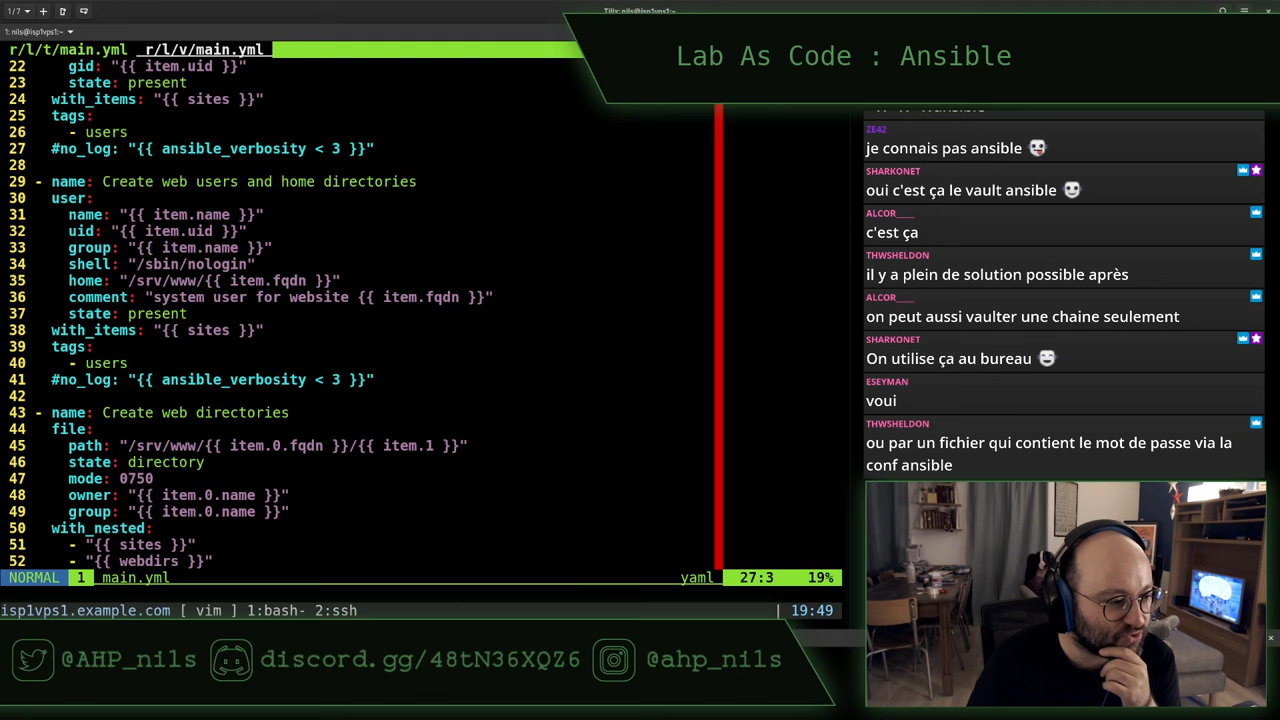 1 / 7
Tilix: nils@isp1vps1:~
1: nils@isp1vps1:~
r/l/t/main.yml r/l/v/main.yml
Lab As Code : Ansible
22 gid: "{{ item.uid }}"
23 state: present
24 with_items: "{{ sites }}"
25 tags:
26 - users
27 #no_log: "{{ ansible_verbosity < 3 }}"
28
29 - name: Create web users and home directories
30 user:
31 name: "{{ item.name }}"
32 uid: "{{ item.uid }}"
33 group: "{{ item.name }}"
34 shell: "/sbin/nologin"
35 home: "/srv/www/{{ item.fqdn }}"
36 comment: "system user for website {{ item.fqdn }}"
37 state: present
38 with_items: "{{ sites }}"
39 tags:
40 - users
41 #no_log: "{{ ansible_verbosity < 3 }}"
42
43 - name: Create web directories
44 file:
45 path: "/srv/www/{{ item.0.fqdn }}/{{ item.1 }}"
46 state: directory
47 mode: 0750
48 owner: "{{ item.0.name }}"
49 group: "{{ item.0.name }}"
50 with_nested:
51 - "{{ sites }}"
52 - "{{ webdirs }}"
NORMAL 1 main.yml yaml 27:3 19%
isp1vps1.example.com [ vim ] 1:bash- 2:ssh | 19:49
ZE42
je connais pas ansible
SHARKONET
oui c'est ça le vault ansible
ALCOR____
c'est ça
THWSHELDON
il y a plein de solution possible après
ALCOR____
on peut aussi vaulter une chaine seulement
SHARKONET
On utilise ça au bureau
ESEYMAN
voui
THWSHELDON
ou par un fichier qui contient le mot de passe via la
conf ansible
@AHP_nils discord.gg/48tN36XQZ6 @ahp_nils